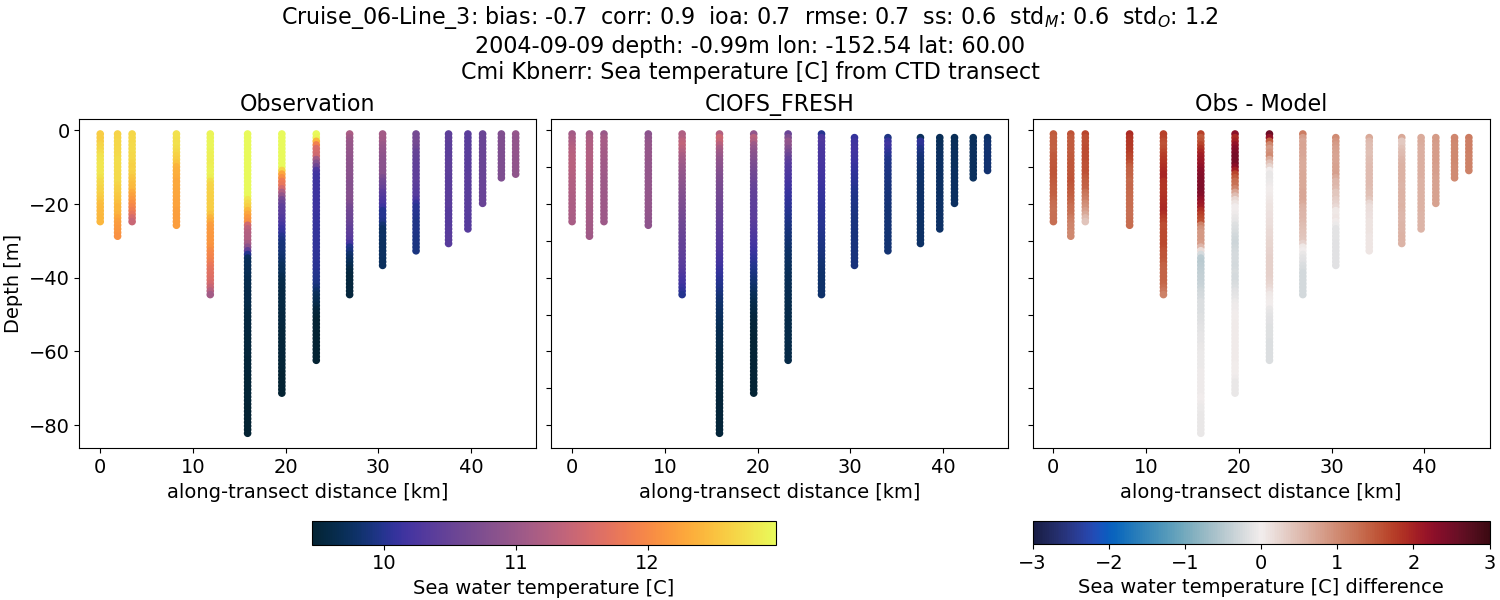 Cruise_06-Line_3: bias: -0.7  corr: 0.9  ioa: 0.7  rmse: 0.7  ss: 0.6  std_M: 0.6  std_O: 1.2
2004-09-09 depth: -0.99m lon: -152.54 lat: 60.00
Cmi Kbnerr: Sea temperature [C] from CTD transect
Observation
CIOFS_FRESH
Obs - Model
Depth [m]
0
−20
−40
−60
−80
0 10 20 30 40
0 10 20 30 40
0 10 20 30 40
along-transect distance [km]
along-transect distance [km]
along-transect distance [km]
10 11 12
Sea water temperature [C]
−3 −2 −1 0 1 2 3
Sea water temperature [C] difference